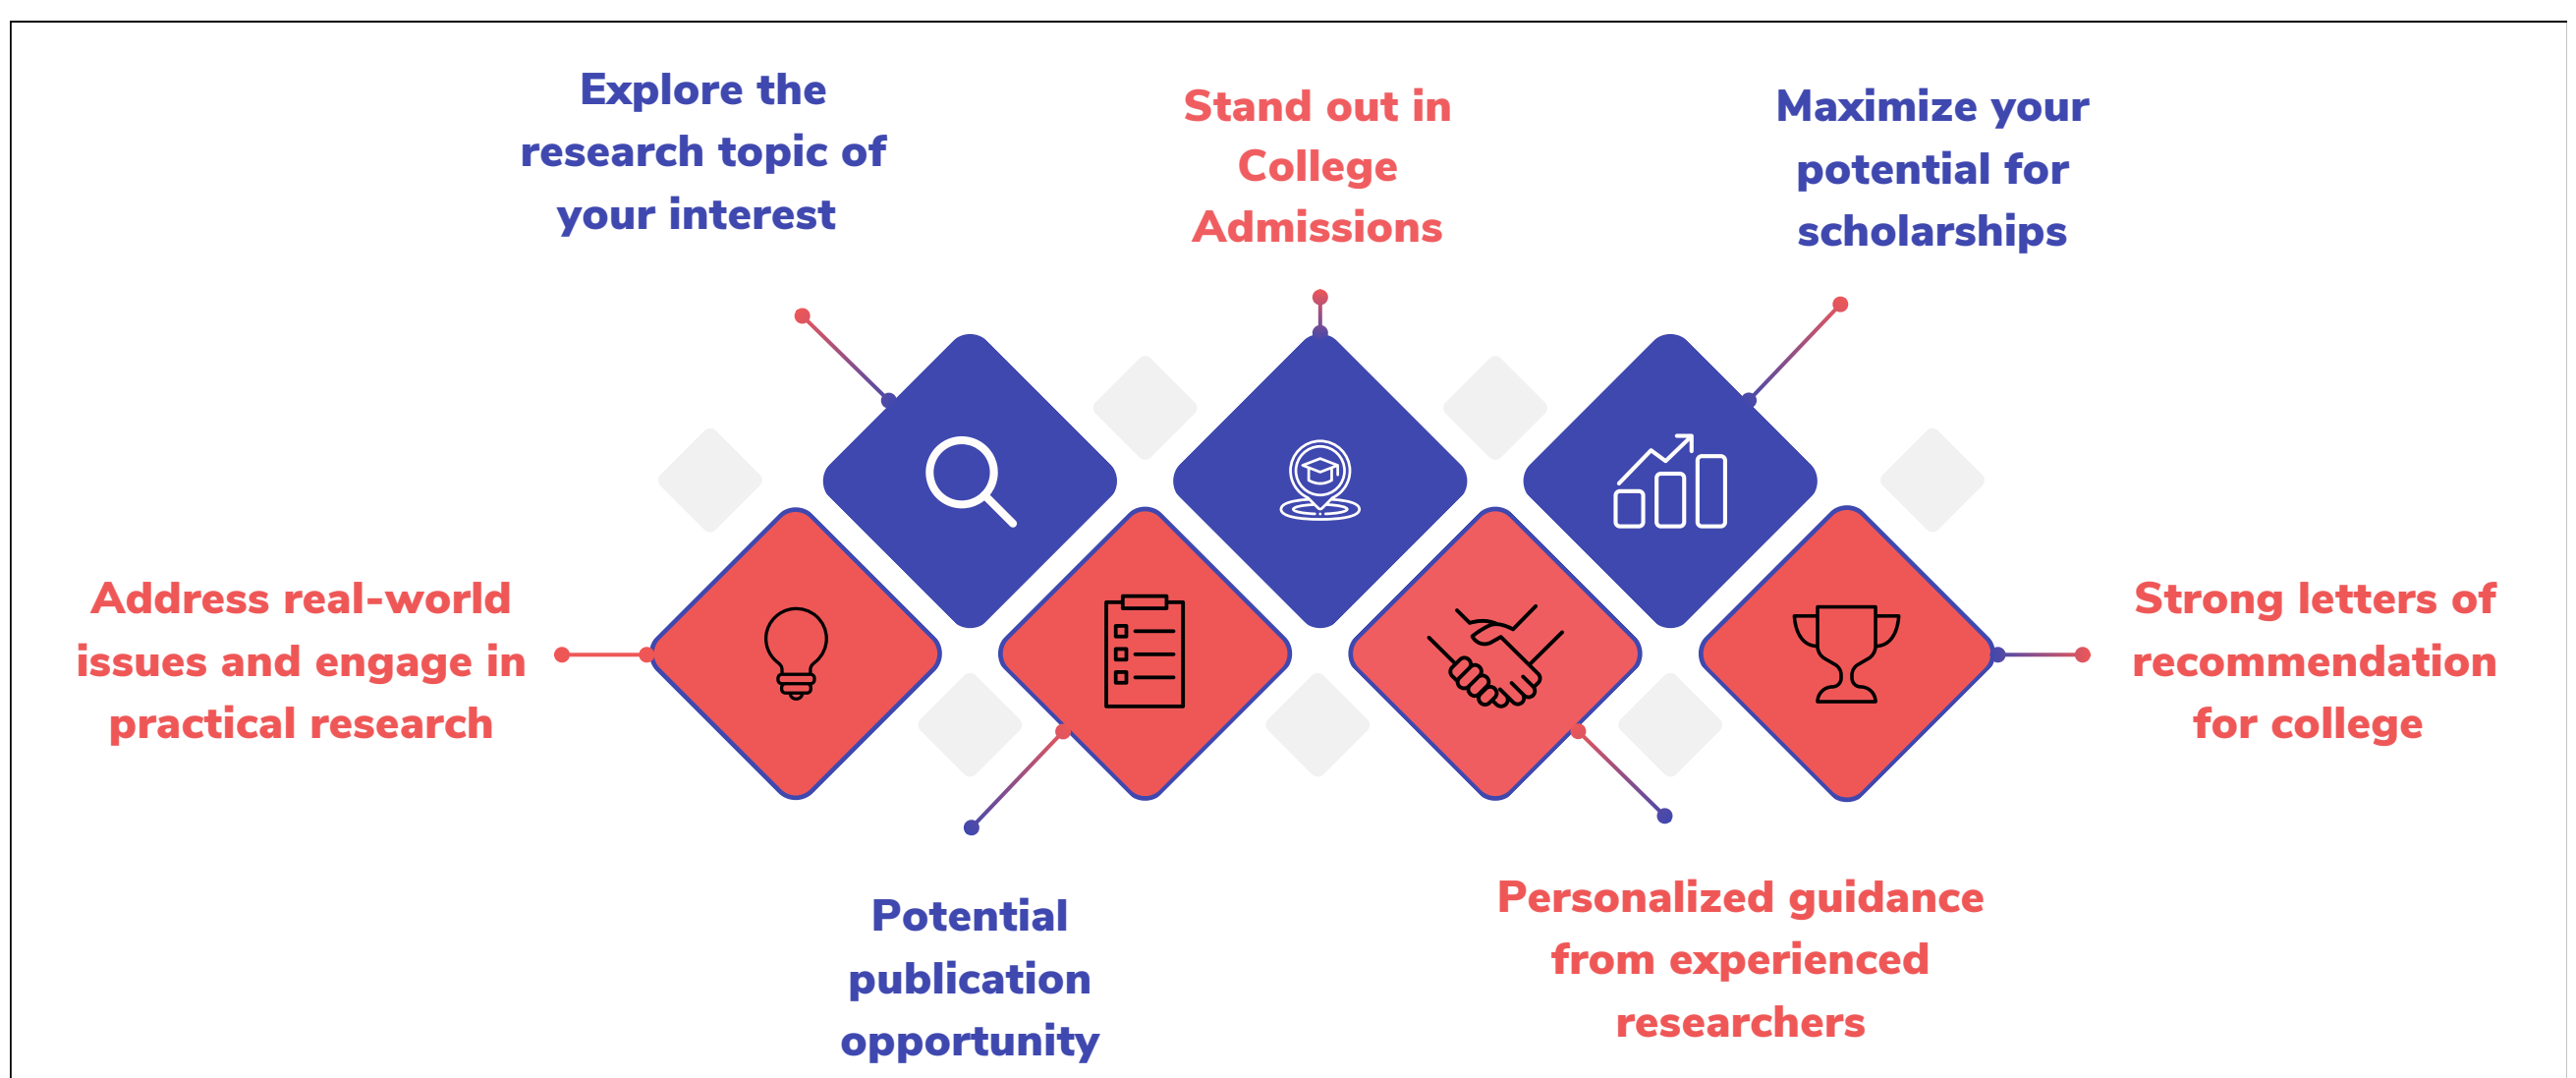 Explore the
research topic of
your interest
Stand out in
College
Admissions
Maximize your
potential for
scholarships
Address real-world
issues and engage in
practical research
Strong letters of
recommendation
for college
Potential
publication
opportunity
Personalized guidance
from experienced
researchers